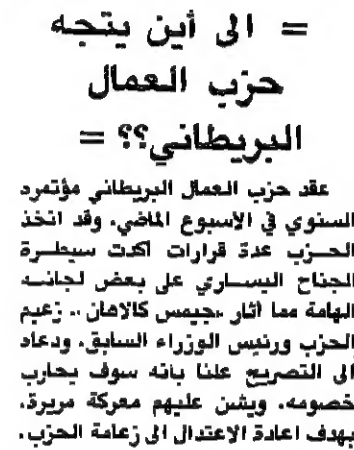 = الى أين يتجه
حزب العمال
البريطاني؟؟ =
عقد حزب العمال البريطاني مؤتمره
السنوي في الاسبوع الماضي. وقد اتخذ
الحزب عدة قرارات اكدت سيطرة
الجناح اليساري على بعض لجانه
الهامة مما أثار .جيمس كالاهان .. زعيم
الحزب ورئيس الوزراء السابق. ودعاه
الى التصريح علنا بانه سوف يحارب
خصومه. ويشن عليهم معركة مريرة.
بهدف اعادة الاعتدال الى زعامة الحزب.